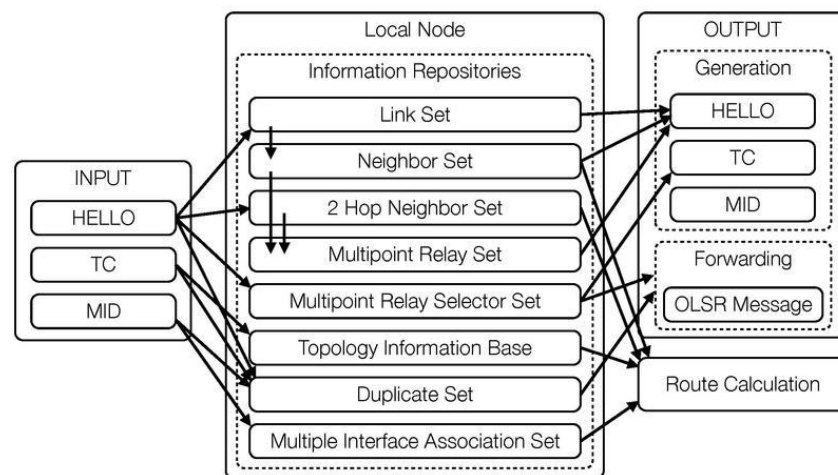 INPUT
HELLO
TC
MID
Local Node
Information Repositories
Link Set
Neighbor Set
2 Hop Neighbor Set
Multipoint Relay Set
Multipoint Relay Selector Set
Topology Information Base
Duplicate Set
Multiple Interface Association Set
OUTPUT
Generation
HELLO
TC
MID
Forwarding
OLSR Message
Route Calculation